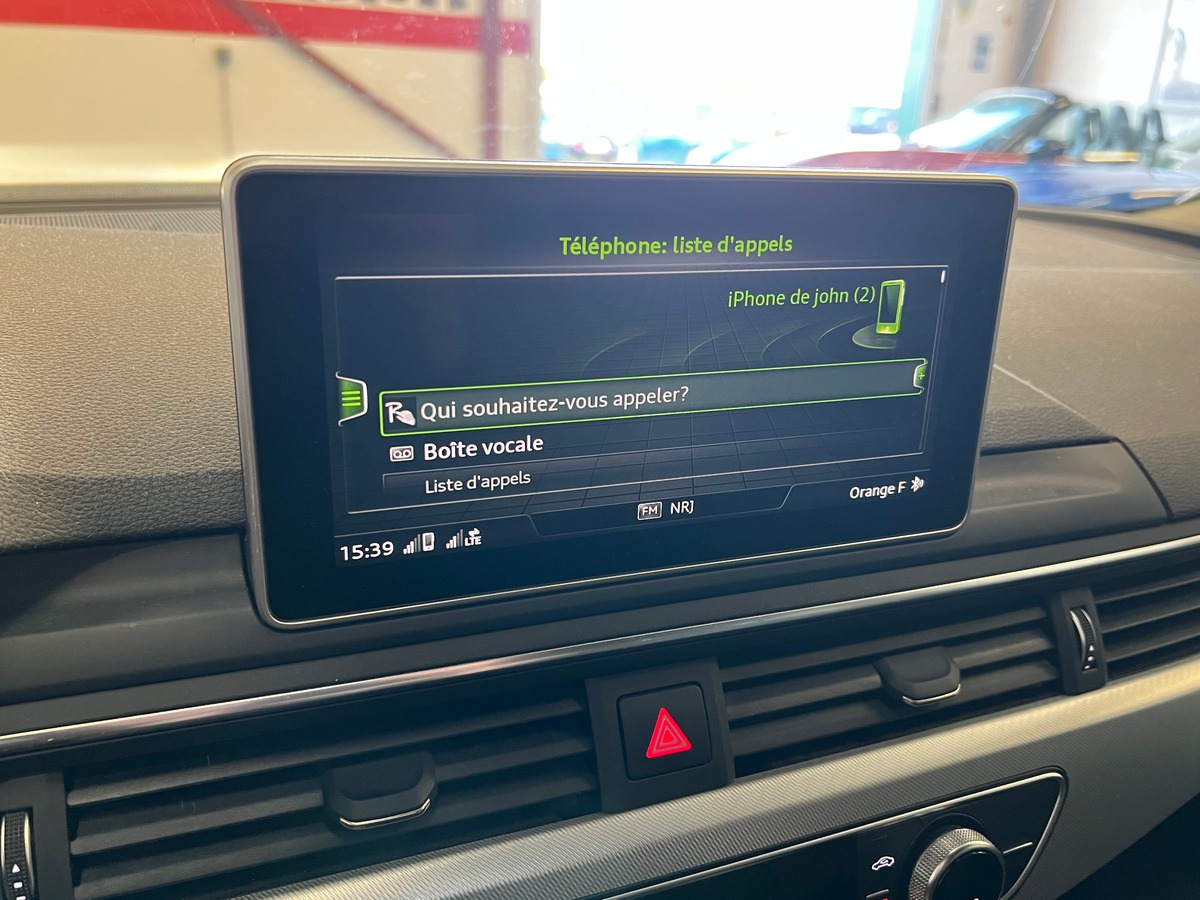 Téléphone: liste d'appels
iPhone de john (2)
Qui souhaitez-vous appeler?
Boîte vocale
Liste d'appels
Orange F
FM NRJ
15:39 LTE